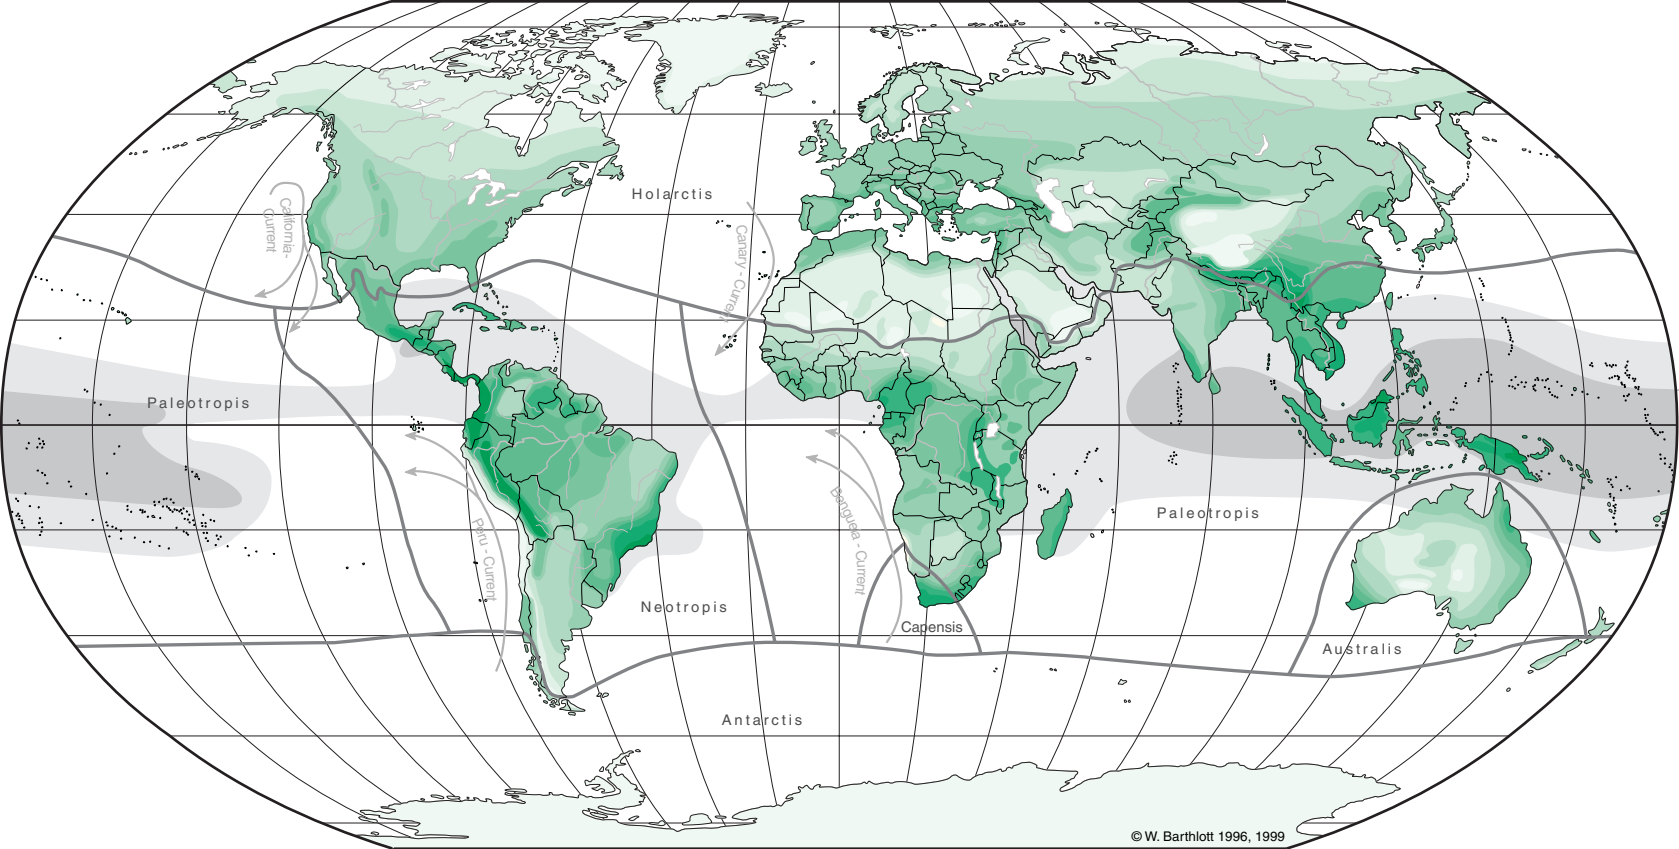 Holarctis
California-
Current
Canary - Current
Paleotropis
Paleotropis
Peru - Current
Benguela - Current
Neotropis
Capensis
Australis
Antarctis
© W. Barthlott 1996, 1999